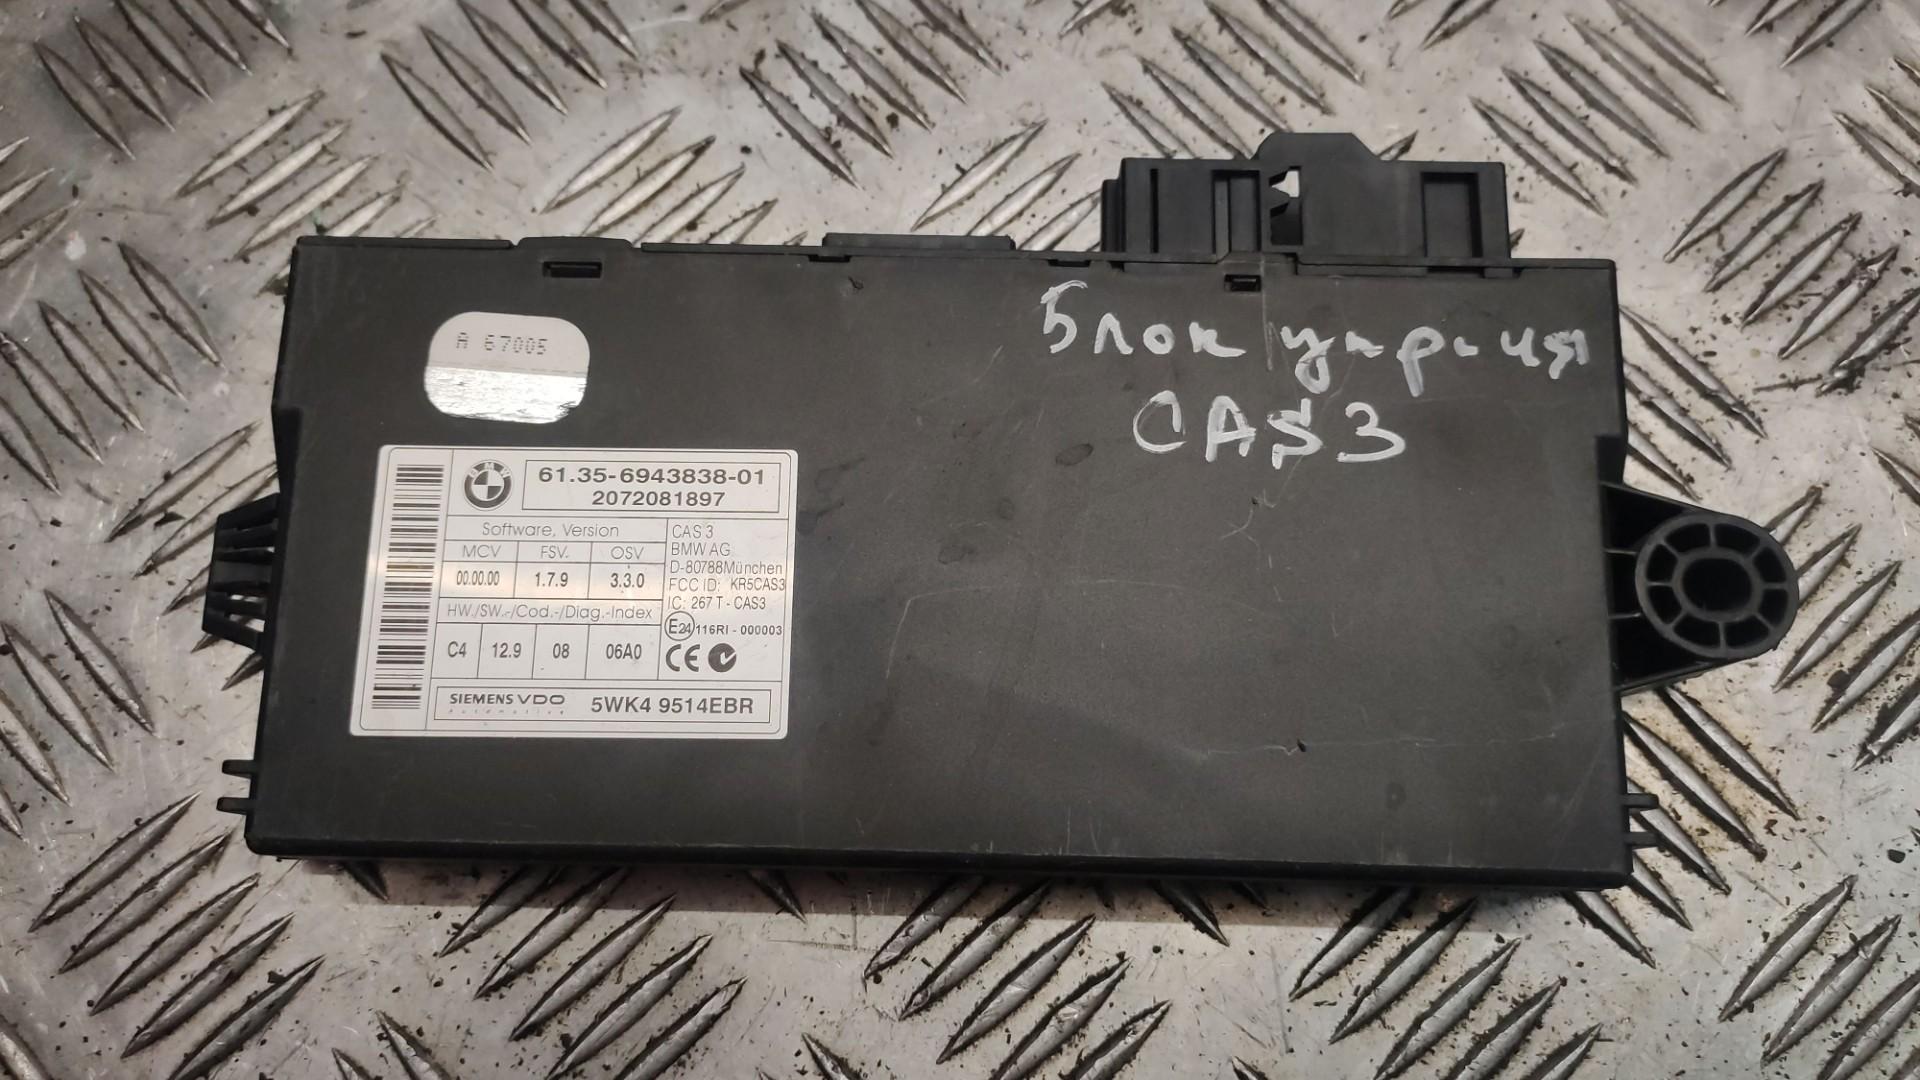 Блок упр-ия
CAS3
A 67005
BMW
61.35-6943838-01
2072081897
Software, Version
MCV FSV. OSV
00.00.00 1.7.9 3.3.0
HW./SW.-/Cod.-/Diag.-Index
C4 12.9 08 06A0
CAS 3
BMW AG
D-80788München
FCC ID: KR5CAS3
IC: 267 T - CAS3
E24 116RI - 000003
CE
SIEMENS VDO
Automotive
5WK4 9514EBR